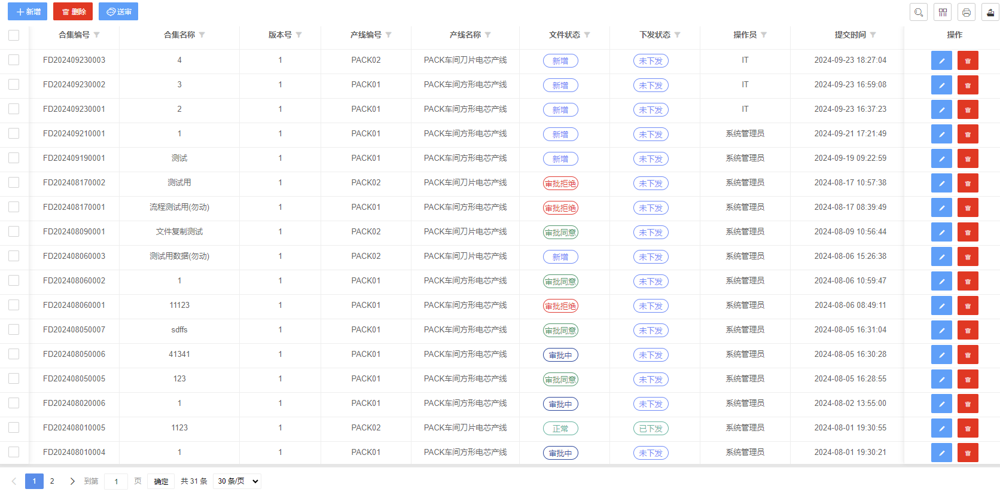 新增 删除 送审
合集编号 合集名称 版本号 产线编号 产线名称 文件状态 下发状态 操作员 提交时间 操作
FD202409230003 4 1 PACK02 PACK车间刀片电芯产线 新增 未下发 IT 2024-09-23 18:27:04
FD202409230002 3 1 PACK01 PACK车间方形电芯产线 新增 未下发 IT 2024-09-23 16:59:08
FD202409230001 2 1 PACK01 PACK车间方形电芯产线 新增 未下发 IT 2024-09-23 16:37:23
FD202409210001 1 1 PACK01 PACK车间方形电芯产线 新增 未下发 系统管理员 2024-09-21 17:21:49
FD202409190001 测试 1 PACK01 PACK车间方形电芯产线 新增 未下发 系统管理员 2024-09-19 09:22:59
FD202408170002 测试用 1 PACK02 PACK车间刀片电芯产线 审批拒绝 未下发 系统管理员 2024-08-17 10:57:38
FD202408170001 流程测试用(勿动) 1 PACK01 PACK车间方形电芯产线 审批拒绝 未下发 系统管理员 2024-08-17 08:39:49
FD202408090001 文件复制测试 1 PACK02 PACK车间刀片电芯产线 审批同意 未下发 系统管理员 2024-08-09 10:56:44
FD202408060003 测试用数据(勿动) 1 PACK02 PACK车间刀片电芯产线 新增 未下发 系统管理员 2024-08-06 15:26:38
FD202408060002 1 1 PACK01 PACK车间方形电芯产线 审批同意 未下发 系统管理员 2024-08-06 10:59:47
FD202408060001 11123 1 PACK01 PACK车间方形电芯产线 审批拒绝 未下发 系统管理员 2024-08-06 08:49:11
FD202408050007 sdffs 1 PACK01 PACK车间方形电芯产线 审批同意 未下发 系统管理员 2024-08-05 16:31:04
FD202408050006 41341 1 PACK01 PACK车间方形电芯产线 审批中 未下发 系统管理员 2024-08-05 16:30:28
FD202408050005 123 1 PACK01 PACK车间方形电芯产线 审批同意 未下发 系统管理员 2024-08-05 16:28:55
FD202408020006 1 1 PACK01 PACK车间方形电芯产线 审批中 未下发 系统管理员 2024-08-02 13:55:00
FD202408010005 1123 1 PACK02 PACK车间刀片电芯产线 正常 已下发 系统管理员 2024-08-01 19:30:55
FD202408010004 1 1 PACK01 PACK车间方形电芯产线 审批中 未下发 系统管理员 2024-08-01 19:30:21
1 2 到第 1 页 确定 共 31 条 30 条/页